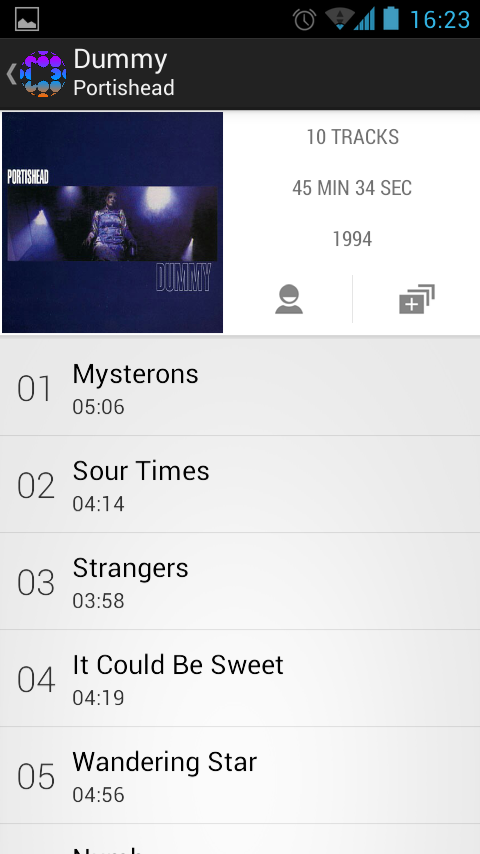 16:23
Dummy
Portishead
PORTISHEAD
DUMMY
10 TRACKS
45 MIN 34 SEC
1994
01 Mysterons
05:06
02 Sour Times
04:14
03 Strangers
03:58
04 It Could Be Sweet
04:19
05 Wandering Star
04:56